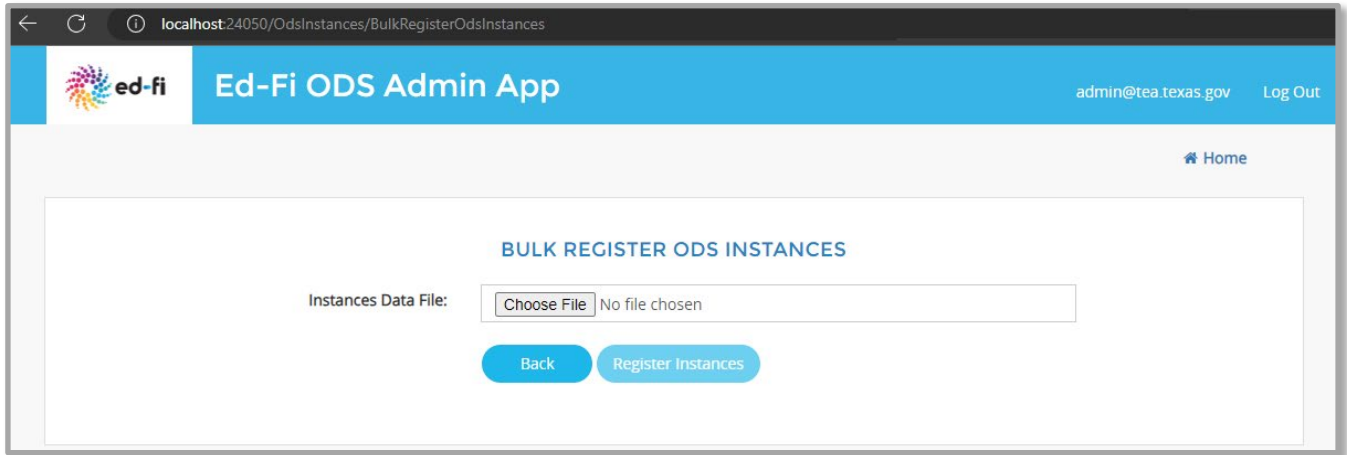 localhost:24050/OdsInstances/BulkRegisterOdsInstances
ed-fi Ed-Fi ODS Admin App admin@tea.texas.gov Log Out
Home
BULK REGISTER ODS INSTANCES
Instances Data File: Choose File No file chosen
Back Register Instances